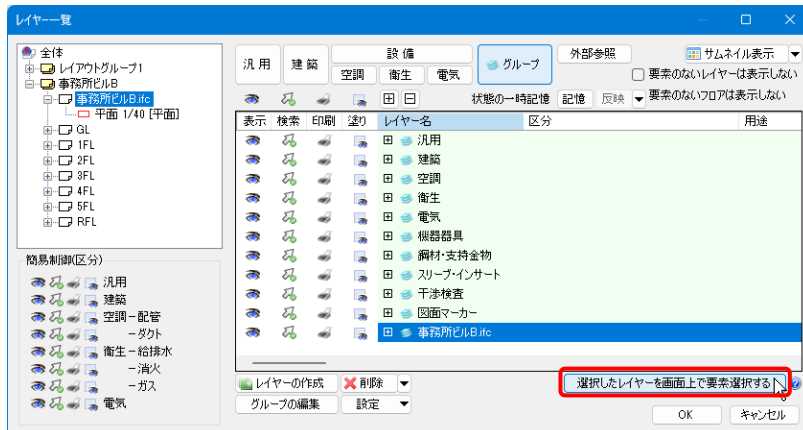 レイヤー一覧
全体
レイアウトグループ1
事務所ビルB
事務所ビルB.ifc
平面 1/40 [平面]
GL
1FL
2FL
3FL
4FL
5FL
RFL
簡易制御(区分)
汎用
建築
空調－配管
－ダクト
衛生－給排水
－消火
－ガス
電気
汎用 建築 設備 グループ 外部参照 サムネイル表示
空調 衛生 電気
要素のないレイヤーは表示しない
状態の一時記憶 記憶 反映 要素のないフロアは表示しない
表示 検索 印刷 塗り レイヤー名 区分 用途
汎用
建築
空調
衛生
電気
機器器具
鋼材・支持金物
スリーブ・インサート
干渉検査
図面マーカー
事務所ビルB.ifc
レイヤーの作成 削除 選択したレイヤーを画面上で要素選択する
グループの編集 設定
OK キャンセル